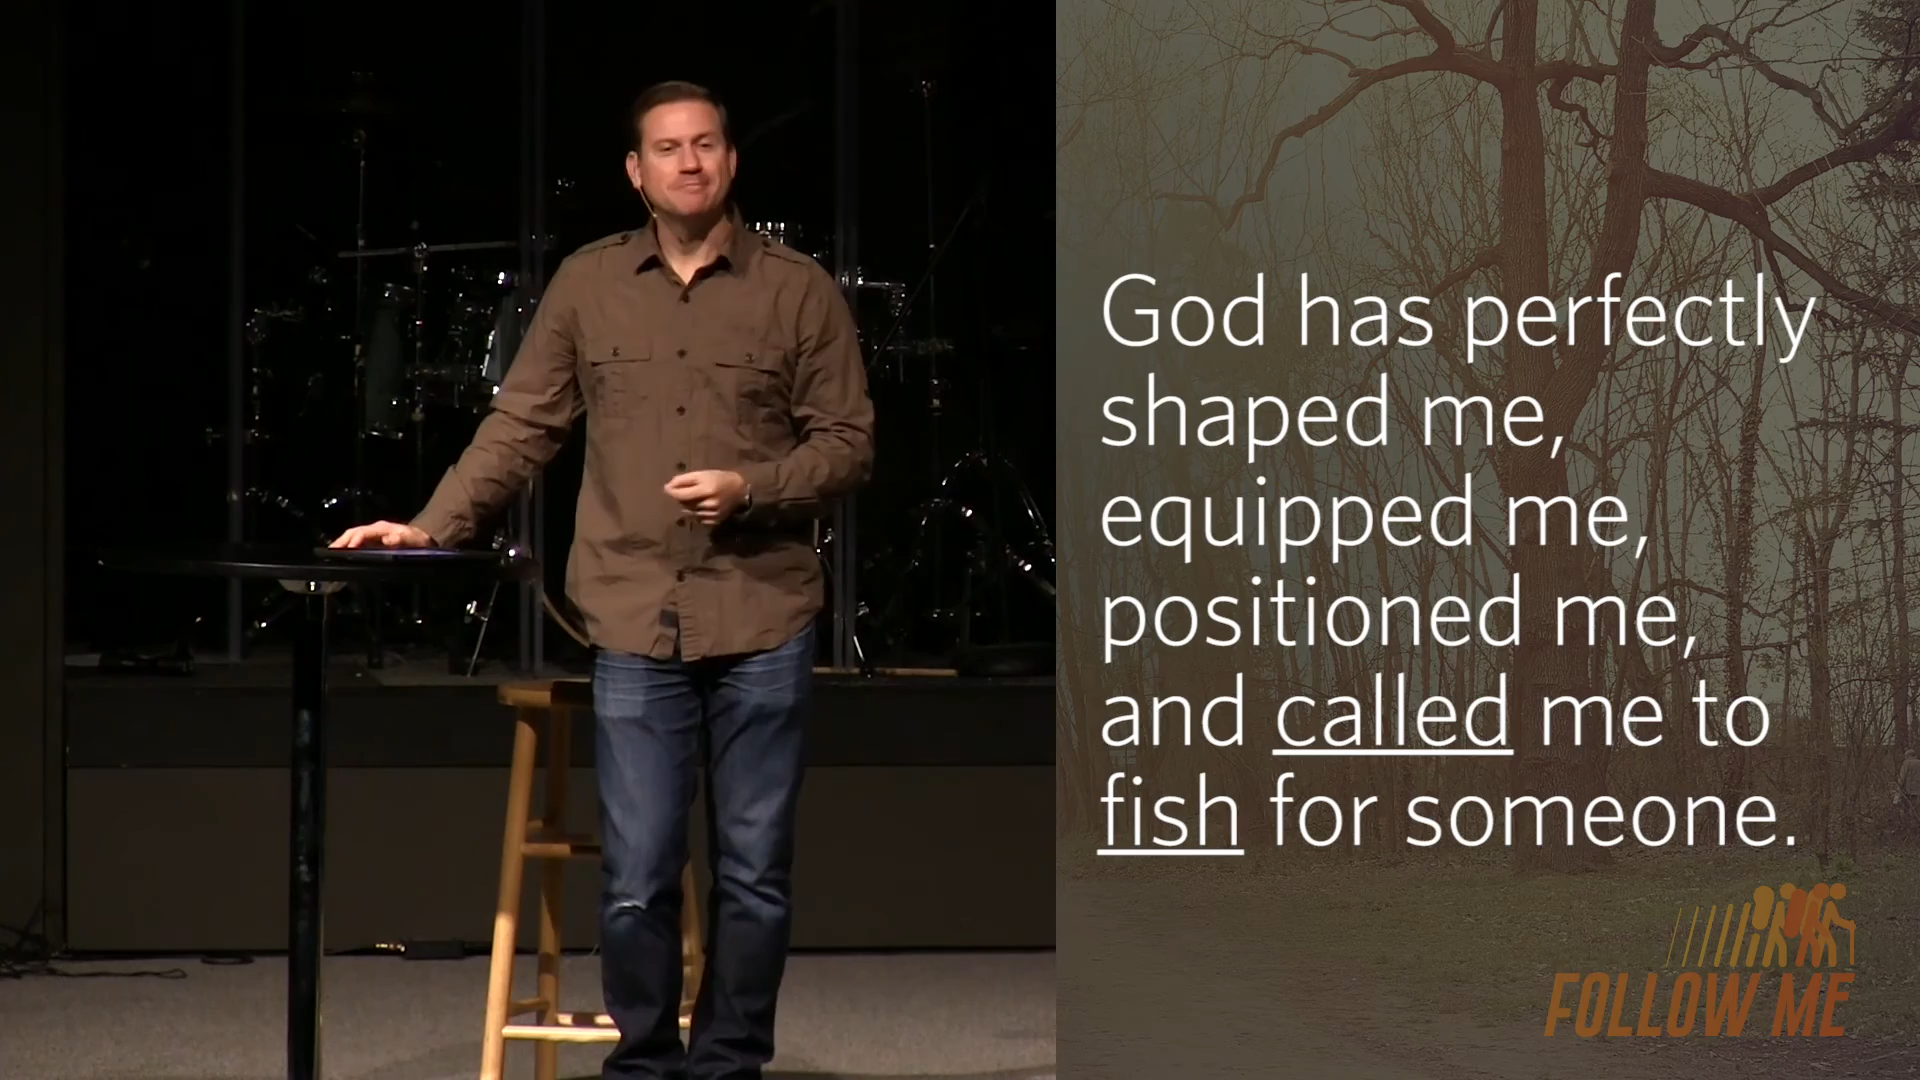 God has perfectly
shaped me,
equipped me,
positioned me,
and called me to
fish for someone.
FOLLOW ME